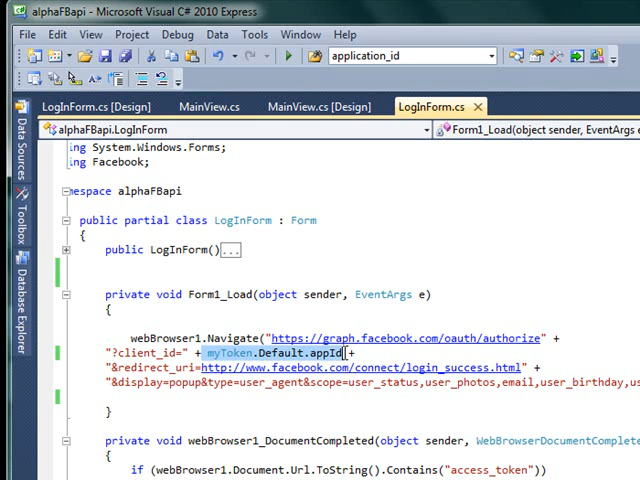 alphaFBapi - Microsoft Visual C# 2010 Express
File Edit View Project Debug Data Tools Window Help
application_id
LogInForm.cs [Design] MainView.cs MainView.cs [Design] LogInForm.cs
alphaFBapi.LogInForm Form1_Load(object sender, EventArgs e)
Data Sources
Toolbox
Database Explorer
ing System.Windows.Forms;
ing Facebook;
mespace alphaFBapi
public partial class LogInForm : Form
{
public LogInForm()...
private void Form1_Load(object sender, EventArgs e)
{
webBrowser1.Navigate("https://graph.facebook.com/oauth/authorize" +
"?client_id=" + myToken.Default.appId +
"&redirect_uri=http://www.facebook.com/connect/login_success.html" +
"&display=popup&type=user_agent&scope=user_status,user_photos,email,user_birthday,us
}
private void webBrowser1_DocumentCompleted(object sender, WebBrowserDocumentComplete
{
if (webBrowser1.Document.Url.ToString().Contains("access_token"))